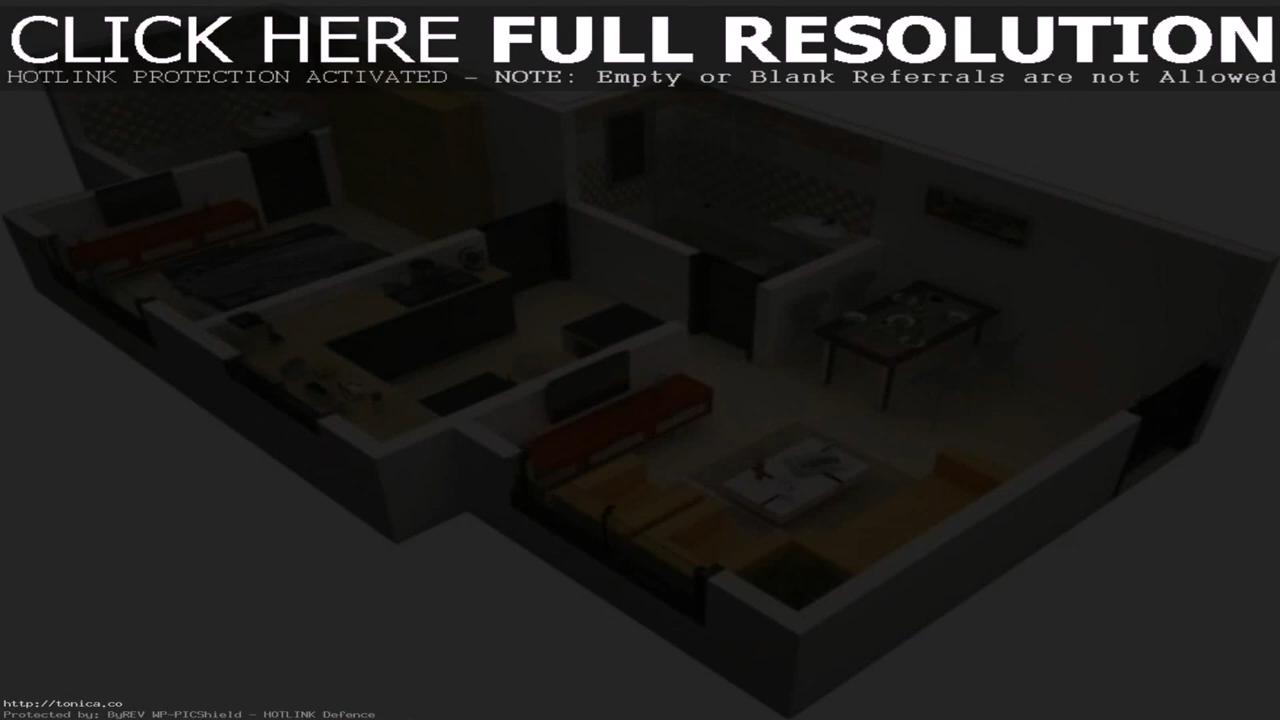 CLICK HERE FULL RESOLUTION
HOTLINK PROTECTION ACTIVATED - NOTE: Empty or Blank Referrals are not Allowed
http://tonica.co
Protected by: ByREV WP-PICShield - HOTLINK Defence